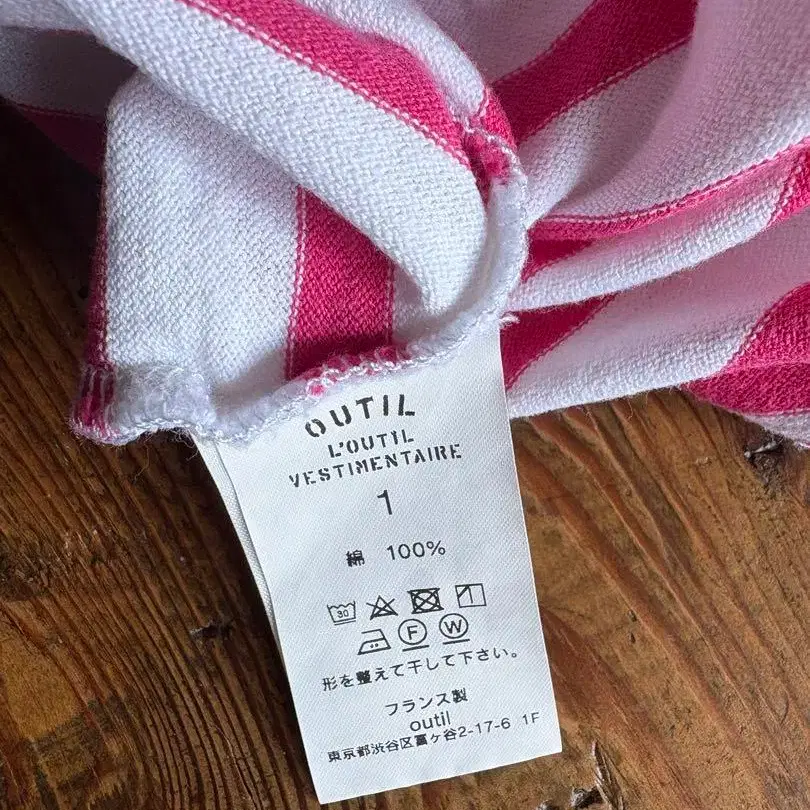 OUTIL
L'OUTIL
VESTIMENTAIRE
1
綿 100%
30
F W
形を整えて干して下さい。
フランス製
outil
東京都渋谷区富ヶ谷2-17-6 1F